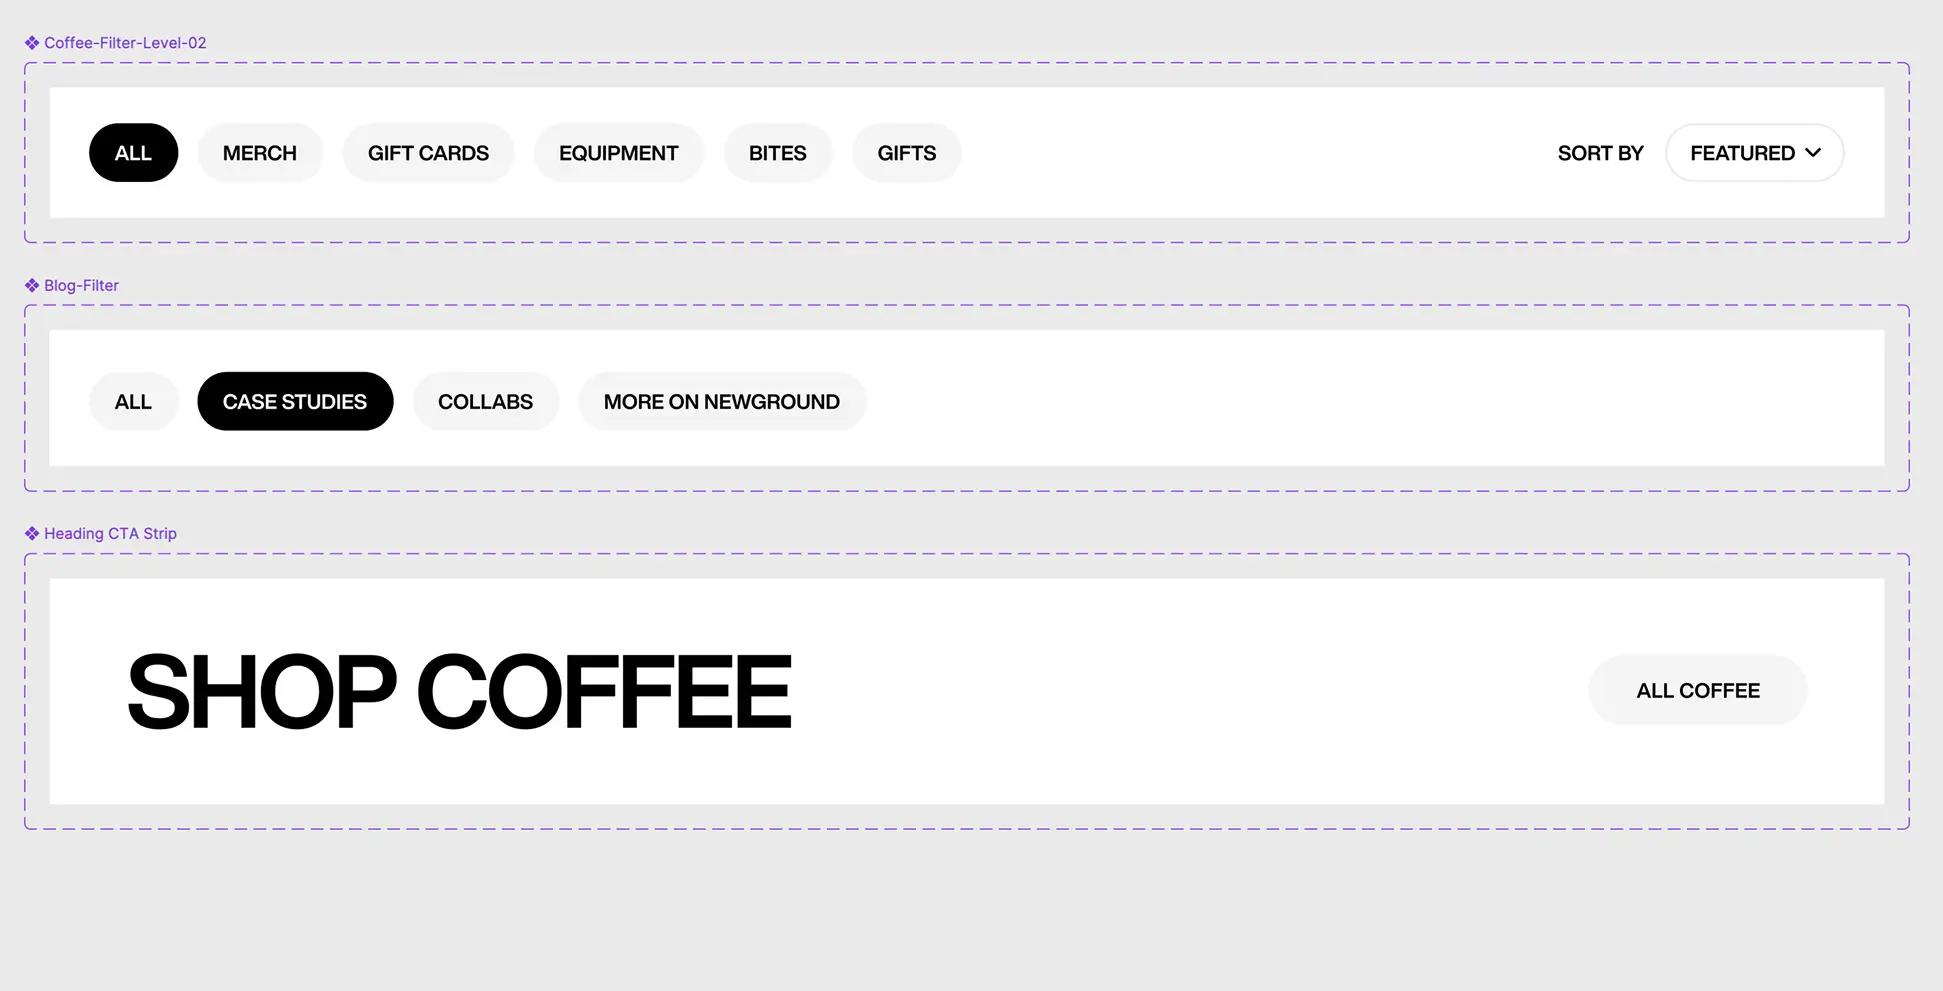 Coffee-Filter-Level-02
ALL MERCH GIFT CARDS EQUIPMENT BITES GIFTS SORT BY FEATURED
Blog-Filter
ALL CASE STUDIES COLLABS MORE ON NEWGROUND
Heading CTA Strip
SHOP COFFEE ALL COFFEE